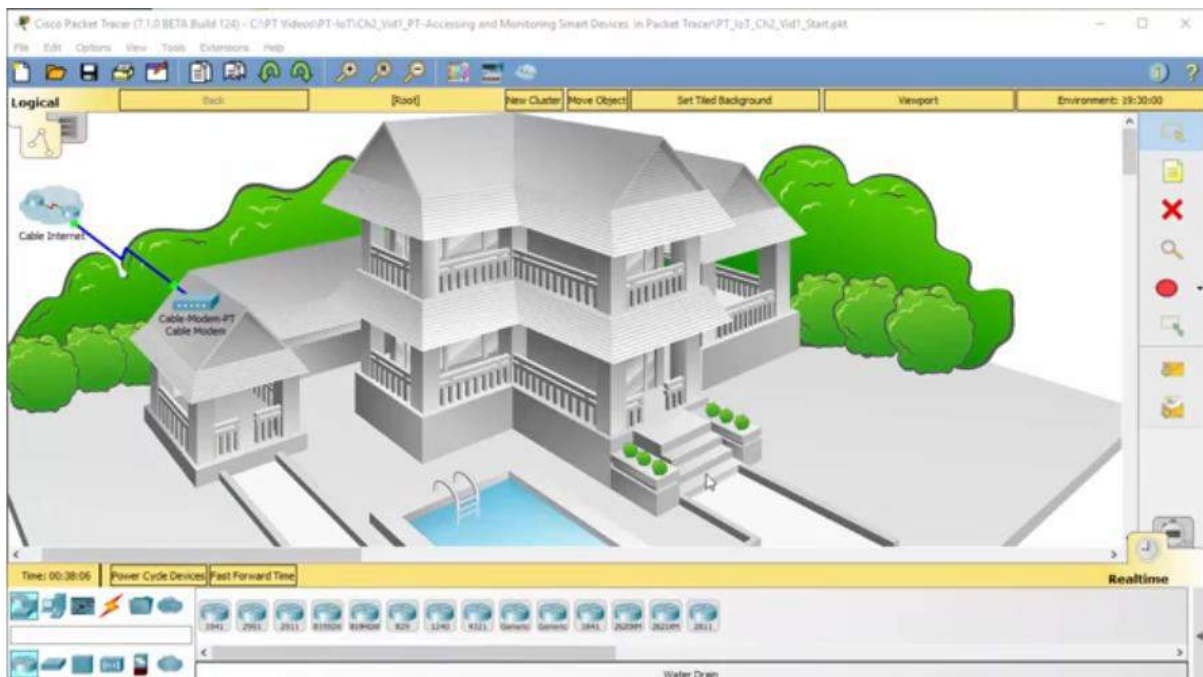 Cisco Packet Tracer (7.1.0 BETA Build 124) - C:\PT Videos\PT-IoT\Ch2_Vid1_PT-Accessing and Monitoring Smart Devices in Packet Tracer\PT_IoT_Ch2_Vid1_Start.pkt
File Edit Options View Tools Extensions Help
Logical Back [Root] New Cluster Move Object Set Tiled Background Viewport Environment: 19:30:00
Cable Internet
Cable-Modem-PT
Cable Modem
Time: 00:38:06 Power Cycle Devices Fast Forward Time Realtime
1941 2901 2911 829 1240 4321 Generic Generic 1841 2620XM 2621XM 2811
Water Drain